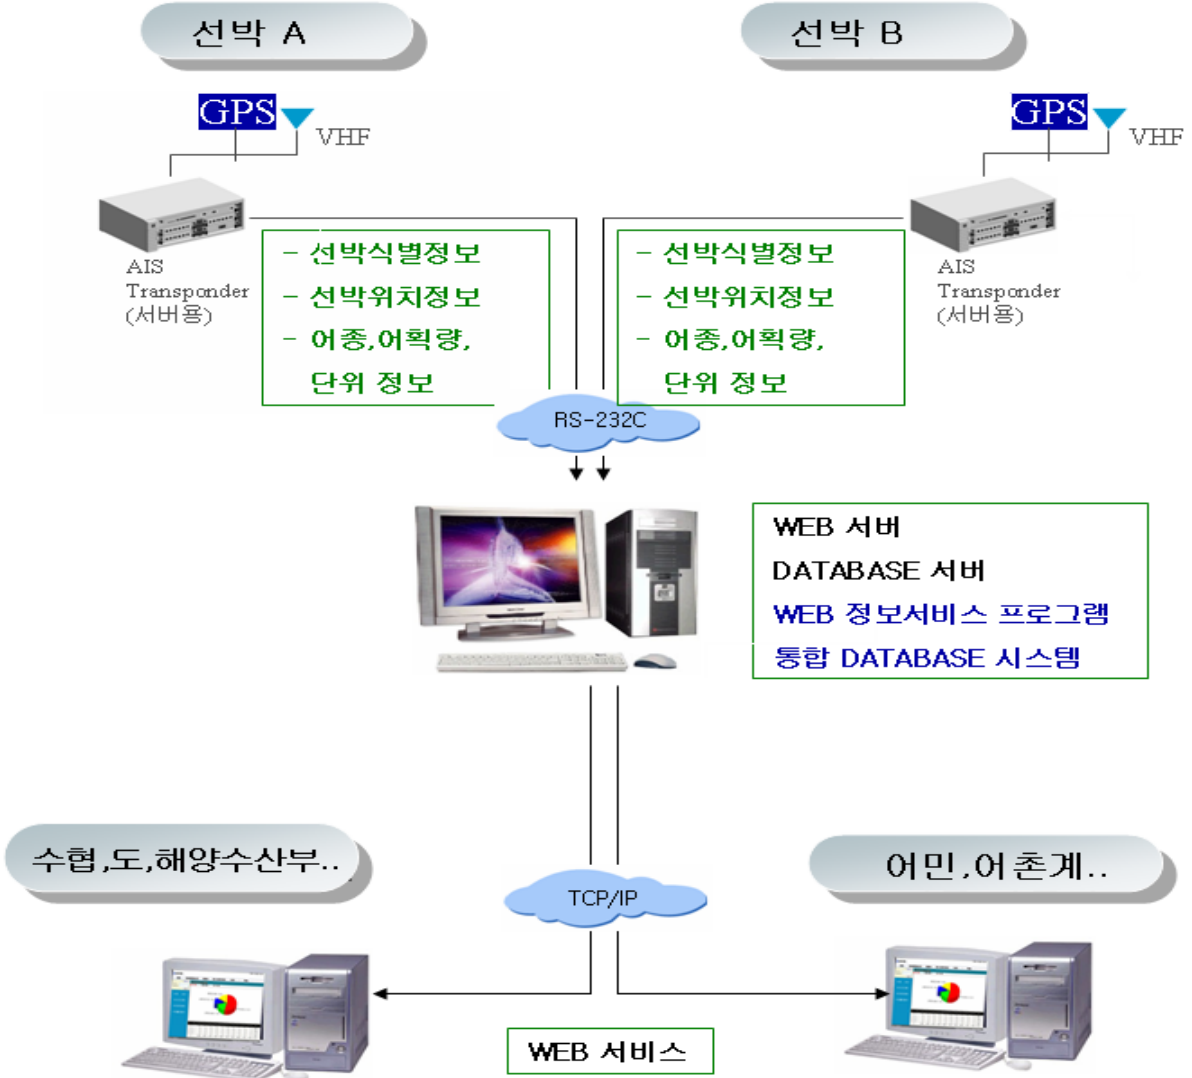 선박 A
선박 B
GPS
VHF
GPS
VHF
AIS
Transponder
(서버용)
- 선박식별정보
- 선박위치정보
- 어종,어획량,
단위 정보
- 선박식별정보
- 선박위치정보
- 어종,어획량,
단위 정보
AIS
Transponder
(서버용)
RS-232C
WEB 서버
DATABASE 서버
WEB 정보서비스 프로그램
통합 DATABASE 시스템
수협,도,해양수산부..
어민,어촌계..
TCP/IP
WEB 서비스